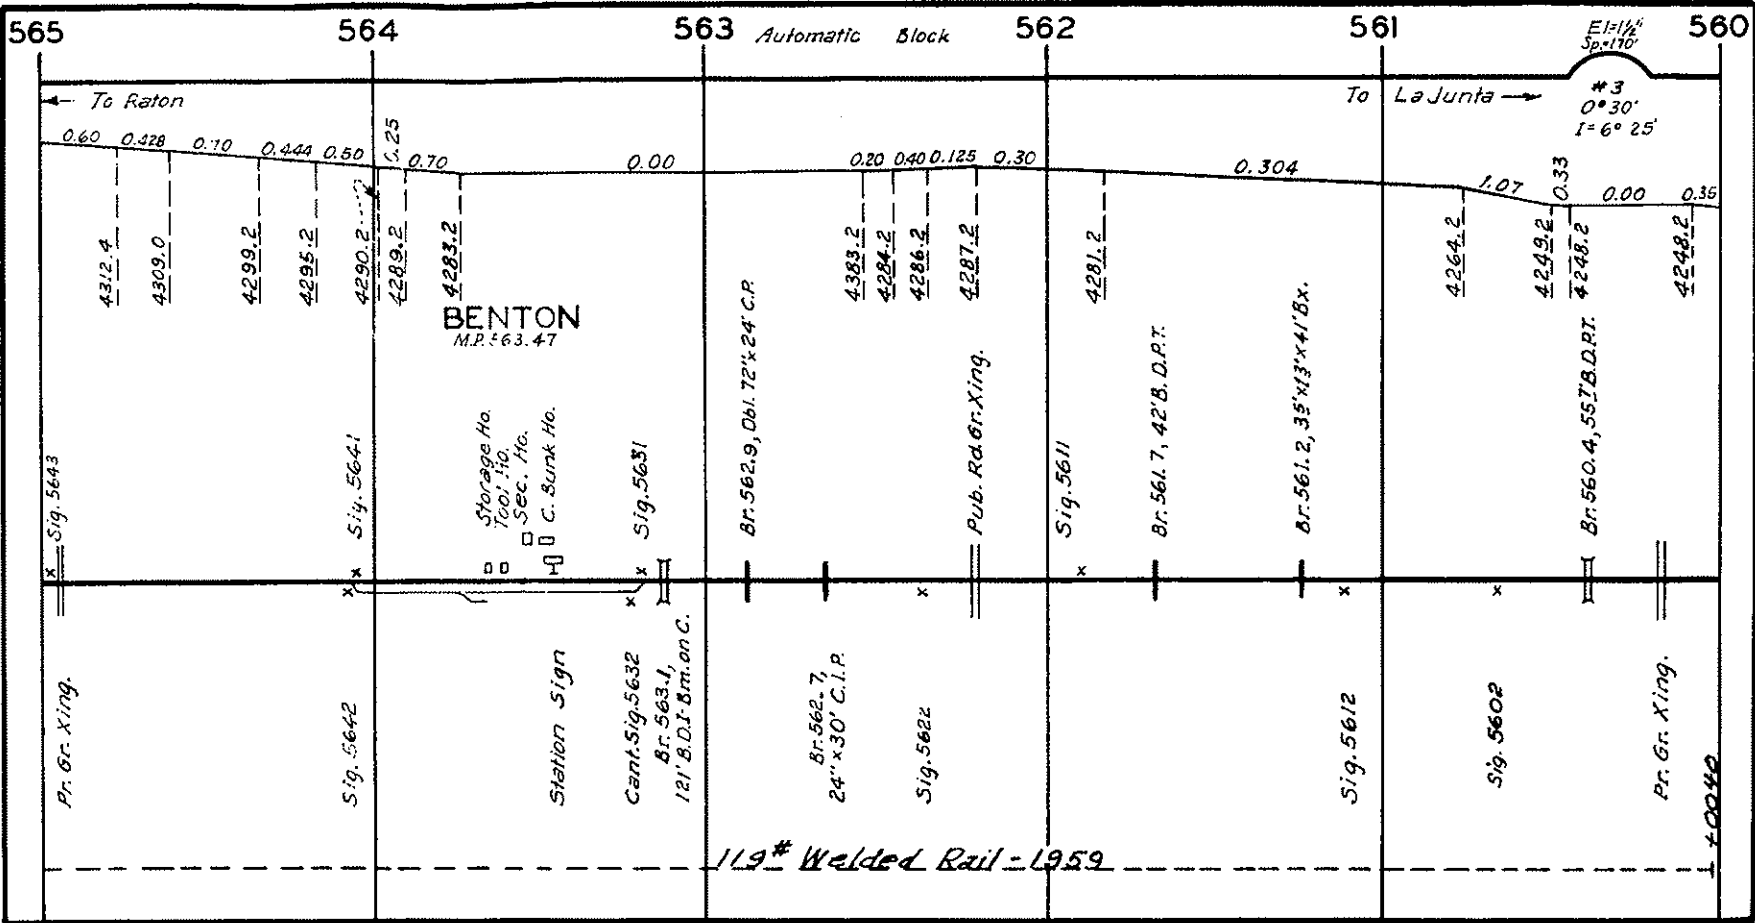 565 564 563 Automatic Block 562 561 560
El=1½"
Sp.=170'
← To Raton
To La Junta →
#3
0°30'
I=6° 25'
0.60 0.428 0.70 0.444 0.50 0.25 0.70 0.00 0.20 0.40 0.125 0.30 0.304 1.07 0.33 0.00 0.35
4312.4 4309.0 4299.2 4295.2 4290.2 4289.2 4283.2 4383.2 4284.2 4286.2 4287.2 4281.2 4264.2 4249.2 4248.2 4248.2
BENTON
M.P. 563.47
Sig. 5643
Sig. 5641
Storage Ho.
Tool Ho.
Sec. Ho.
C. Bunk Ho.
Sig. 5631
Br. 562.9, Dbl. 72"x24' C.P.
Pub. Rd. Gr. Xing.
Sig. 5611
Br. 561.7, 42' B.D.P.T.
Br. 561.2, 35'x13'x41' Bx.
Br. 560.4, 55' B.D.P.T.
Pr. Gr. Xing.
Sig. 5642
Station Sign
Cant. Sig. 5632
Br. 563.1,
121' B.D.I-Bm. on C.
Br. 562.7,
24"x30' C.I.P.
Sig. 5622
Sig. 5612
Sig. 5602
Pr. Gr. Xing.
+0040
119# Welded Rail - 1959